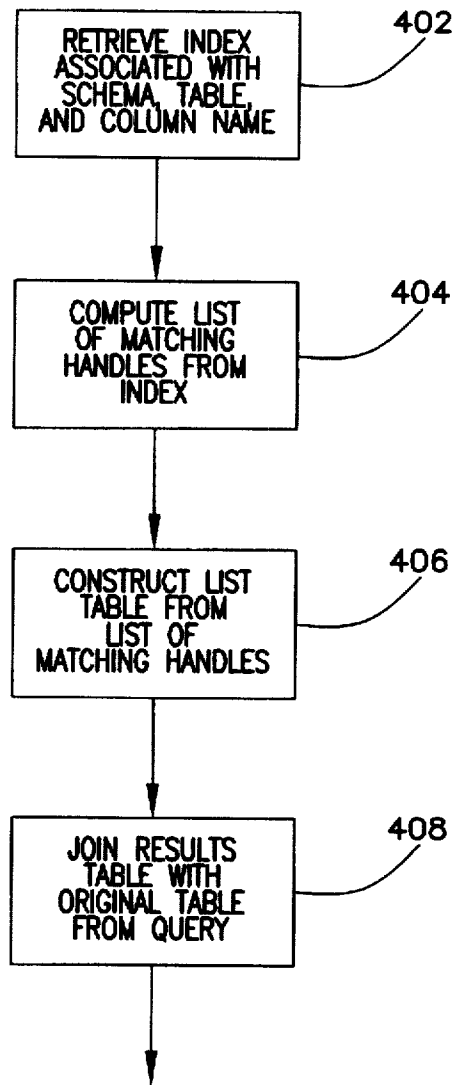 RETRIEVE INDEX
ASSOCIATED WITH
SCHEMA, TABLE,
AND COLUMN NAME
402
COMPUTE LIST
OF MATCHING
HANDLES FROM
INDEX
404
CONSTRUCT LIST
TABLE FROM
LIST OF
MATCHING HANDLES
406
JOIN RESULTS
TABLE WITH
ORIGINAL TABLE
FROM QUERY
408